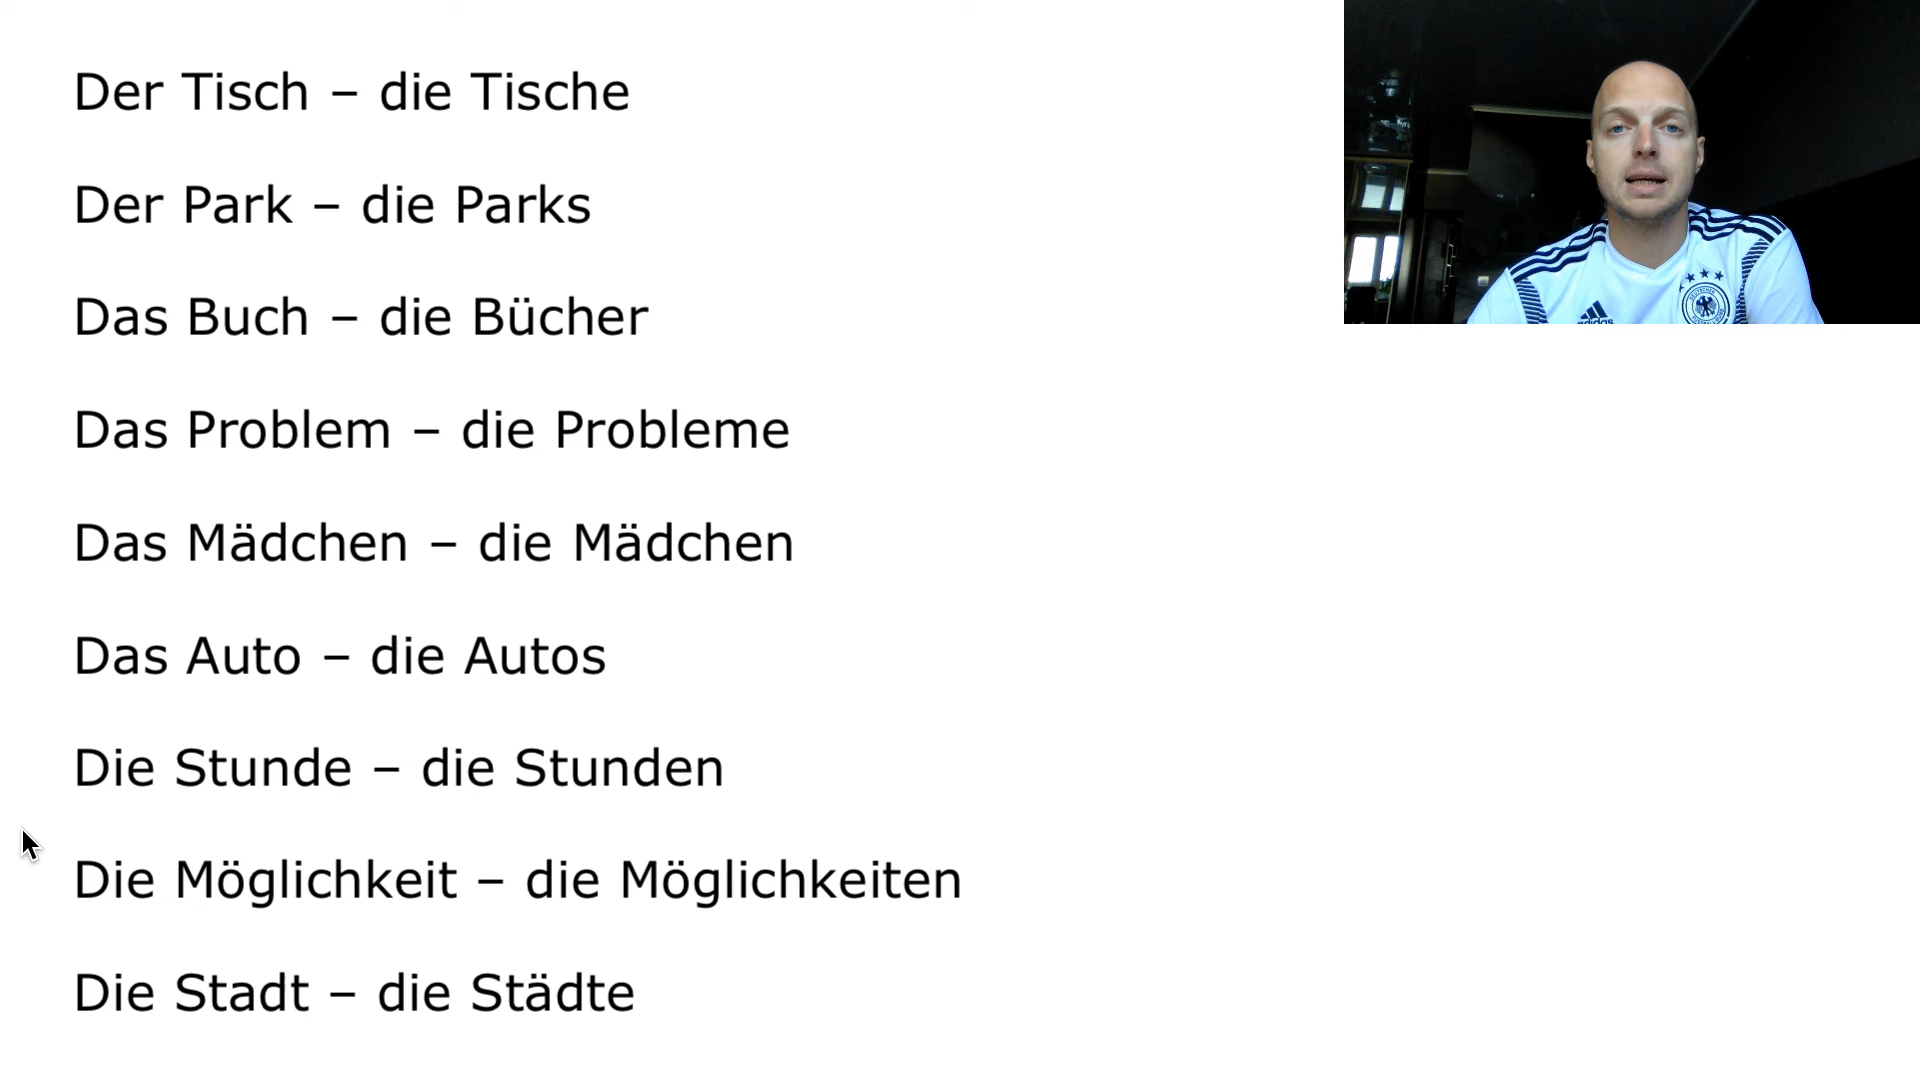 Der Tisch – die Tische
Der Park – die Parks
Das Buch – die Bücher
Das Problem – die Probleme
Das Mädchen – die Mädchen
Das Auto – die Autos
Die Stunde – die Stunden
Die Möglichkeit – die Möglichkeiten
Die Stadt – die Städte
adidas